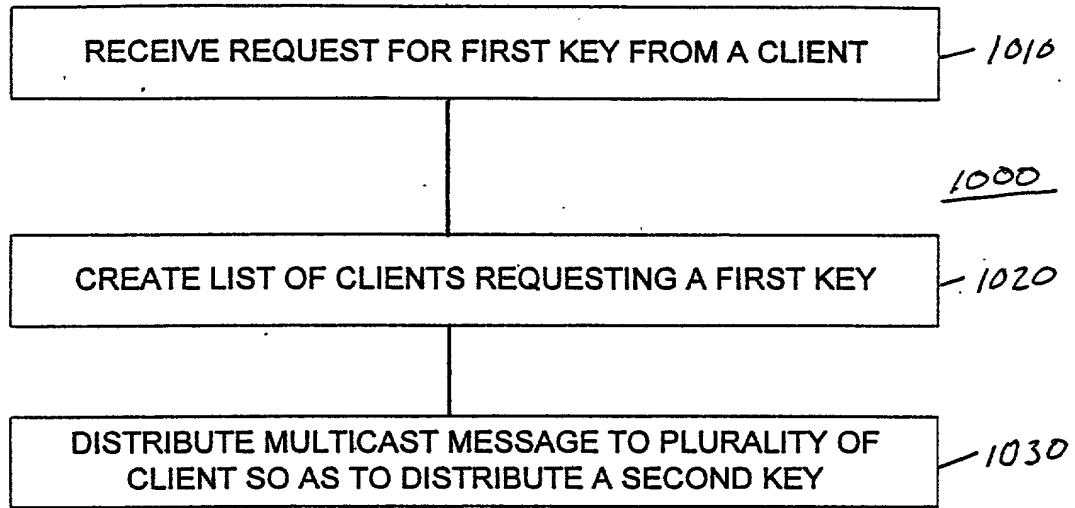 RECEIVE REQUEST FOR FIRST KEY FROM A CLIENT
1010
1000
CREATE LIST OF CLIENTS REQUESTING A FIRST KEY
1020
DISTRIBUTE MULTICAST MESSAGE TO PLURALITY OF
CLIENT SO AS TO DISTRIBUTE A SECOND KEY
1030